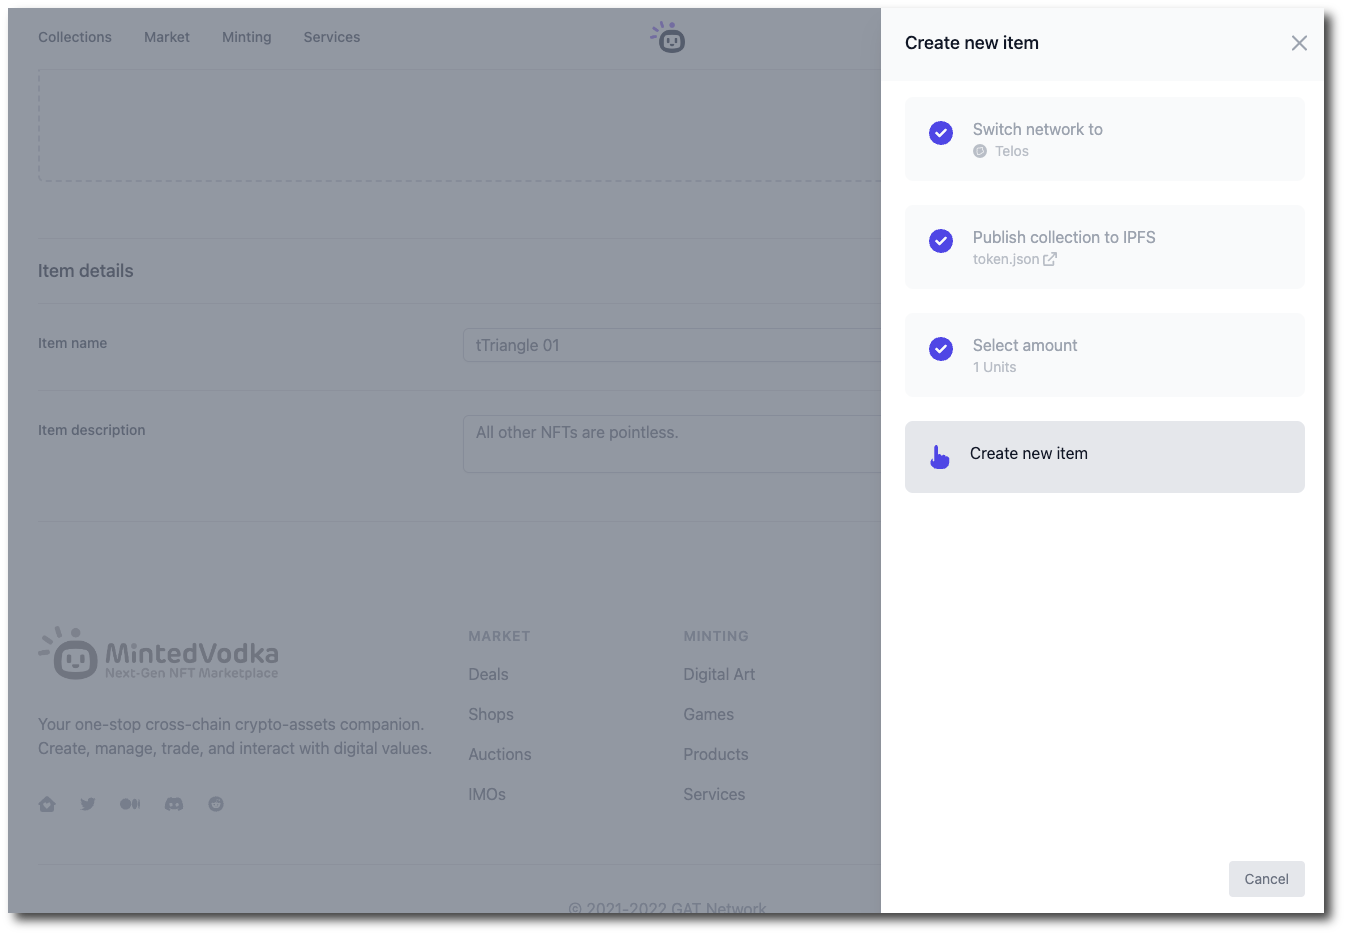 Collections Market Minting Services
Item details
Item name
tTriangle 01
Item description
All other NFTs are pointless.
MintedVodka
Next-Gen NFT Marketplace
Your one-stop cross-chain crypto-assets companion.
Create, manage, trade, and interact with digital values.
MARKET
Deals
Shops
Auctions
IMOs
MINTING
Digital Art
Games
Products
Services
© 2021-2022 GAT Network
Create new item
Switch network to
Telos
Publish collection to IPFS
token.json
Select amount
1 Units
Create new item
Cancel